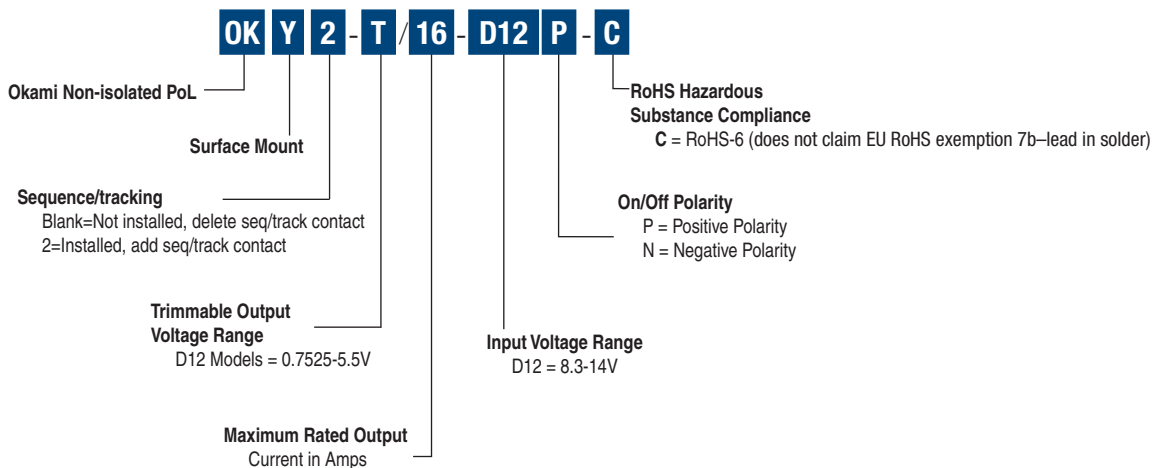 OK Y 2 - T / 16 - D12 P - C
Okami Non-isolated PoL
RoHS Hazardous
Substance Compliance
C = RoHS-6 (does not claim EU RoHS exemption 7b–lead in solder)
Surface Mount
Sequence/tracking
Blank=Not installed, delete seq/track contact
2=Installed, add seq/track contact
On/Off Polarity
P = Positive Polarity
N = Negative Polarity
Trimmable Output
Voltage Range
D12 Models = 0.7525-5.5V
Input Voltage Range
D12 = 8.3-14V
Maximum Rated Output
Current in Amps